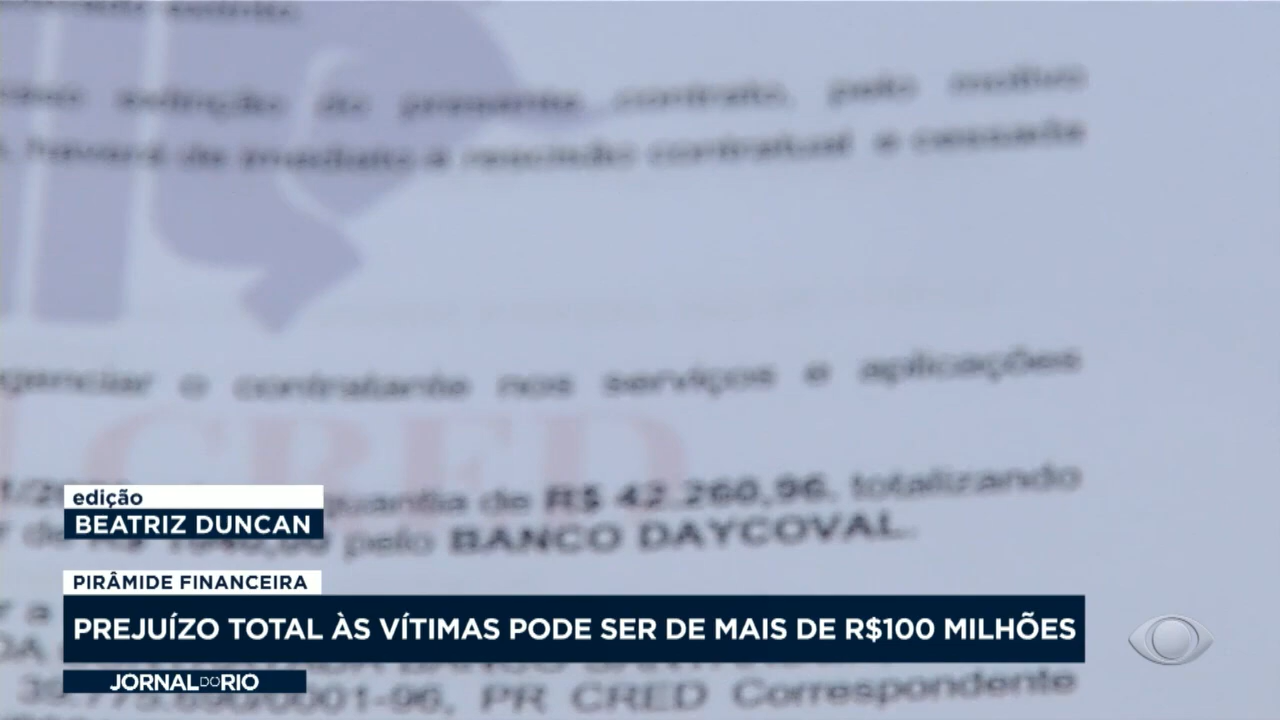 extinção do presente contrato, pelo motivo
haverá de imediato a rescisão contratual e cessada
agenciar o contratante nos serviços e aplicações
CRED
quantia de R$ 42.260,96, totalizando
pelo BANCO DAYCOVAL.
edição
BEATRIZ DUNCAN
PIRÂMIDE FINANCEIRA
PREJUÍZO TOTAL ÀS VÍTIMAS PODE SER DE MAIS DE R$100 MILHÕES
JORNAL DO RIO
PR CRED Correspondente